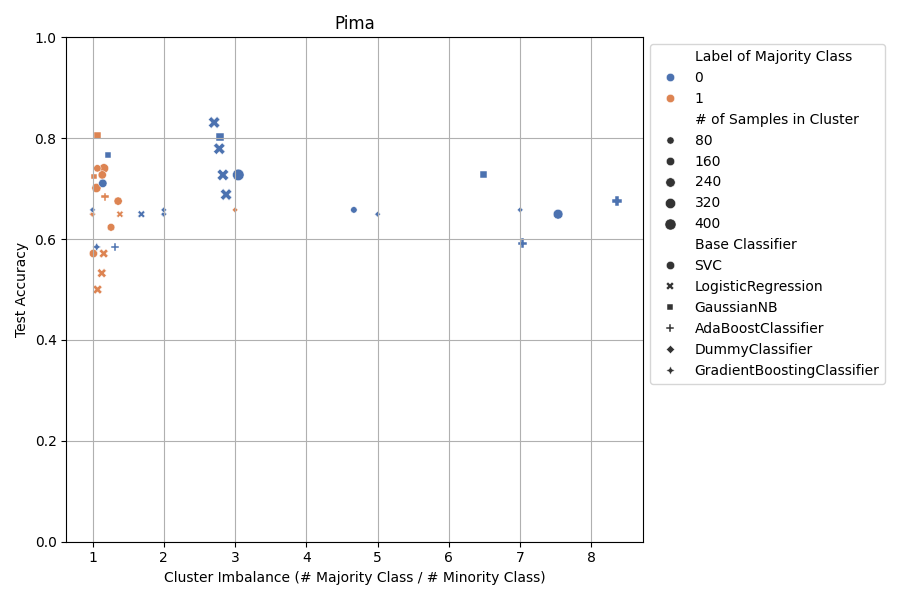 Pima
1.0
0.8
0.6
0.4
0.2
0.0
Test Accuracy
1 2 3 4 5 6 7 8
Cluster Imbalance (# Majority Class / # Minority Class)
Label of Majority Class
0
1
# of Samples in Cluster
80
160
240
320
400
Base Classifier
SVC
LogisticRegression
GaussianNB
AdaBoostClassifier
DummyClassifier
GradientBoostingClassifier